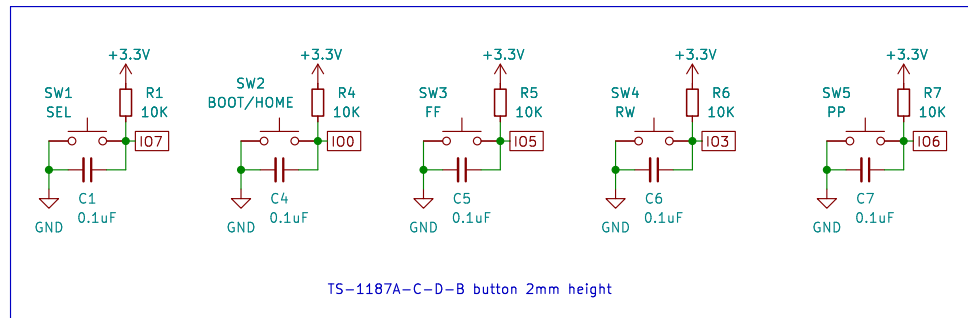 +3.3V +3.3V +3.3V +3.3V +3.3V
SW1 R1 SW2 R4 SW3 R5 SW4 R6 SW5 R7
SEL 10K BOOT/HOME 10K FF 10K RW 10K PP 10K
IO7 IO0 IO5 IO3 IO6
C1 C4 C5 C6 C7
0.1uF 0.1uF 0.1uF 0.1uF 0.1uF
GND GND GND GND GND
TS-1187A-C-D-B button 2mm height